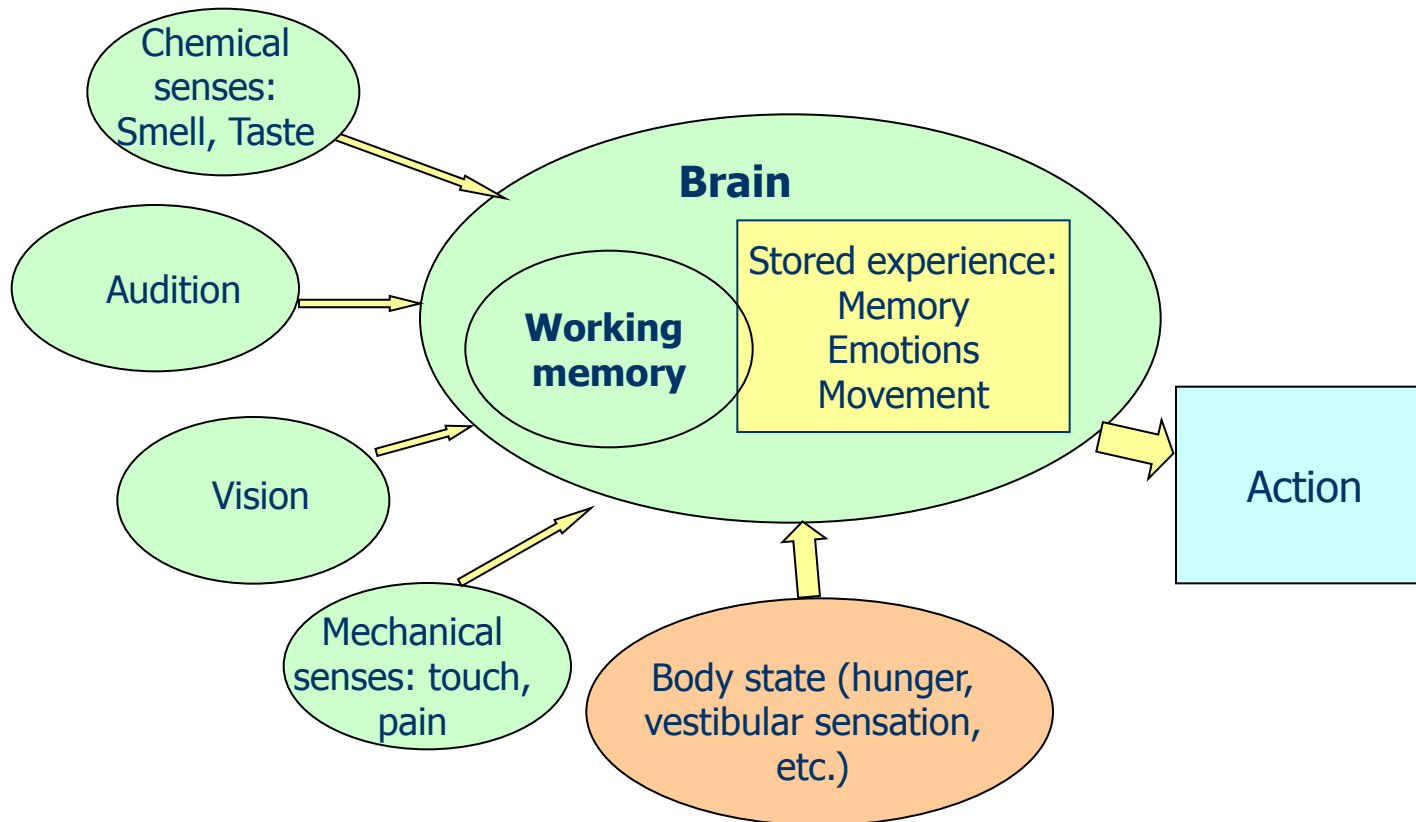 Chemical
senses:
Smell, Taste
Brain
Stored experience:
Memory
Emotions
Movement
Audition
Working
memory
Vision
Action
Mechanical
senses: touch,
pain
Body state (hunger,
vestibular sensation,
etc.)